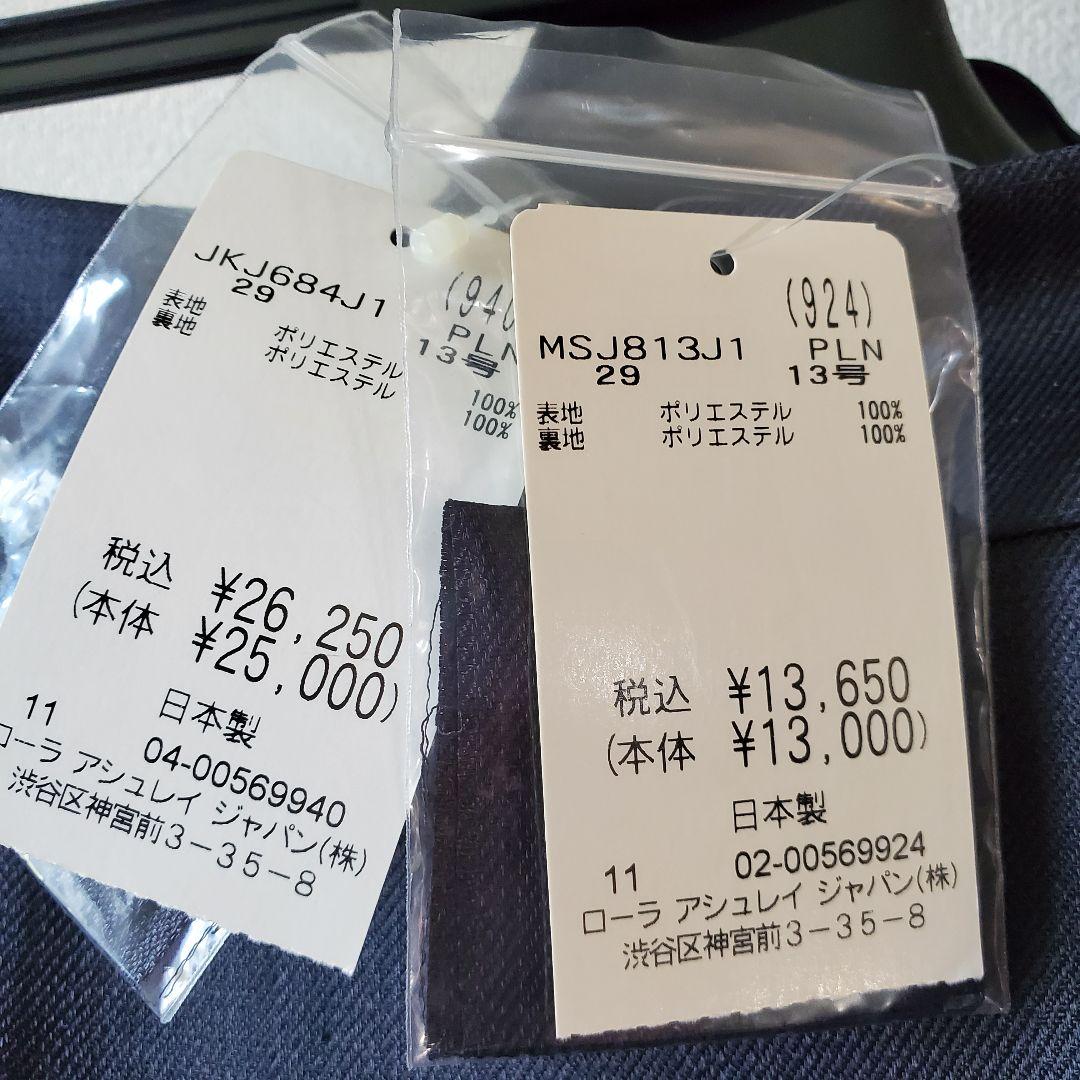 (940
JKJ684J1 PLN
29 13号
表地 ポリエステル 100%
裏地 ポリエステル 100%
税込 ¥26,250
(本体 ¥25,000)
日本製
11 04-00569940
ローラ アシュレイ ジャパン(株)
渋谷区神宮前3-35-8
(924)
MSJ813J1 PLN
29 13号
表地 ポリエステル 100%
裏地 ポリエステル 100%
税込 ¥13,650
(本体 ¥13,000)
日本製
11 02-00569924
ローラ アシュレイ ジャパン(株)
渋谷区神宮前3-35-8